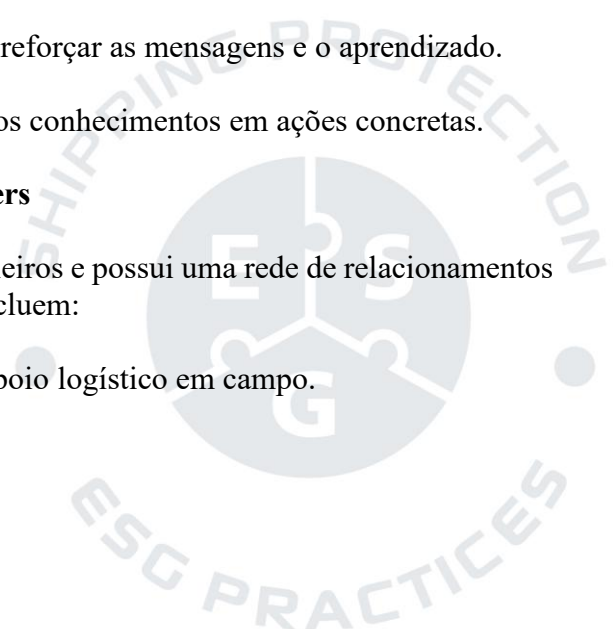 reforçar as mensagens e o aprendizado.
os conhecimentos em ações concretas.
ers
eiros e possui uma rede de relacionamentos
cluem:
poio logístico em campo.
SHIPPING PROTECTION
E S
G
ESG PRACTICES